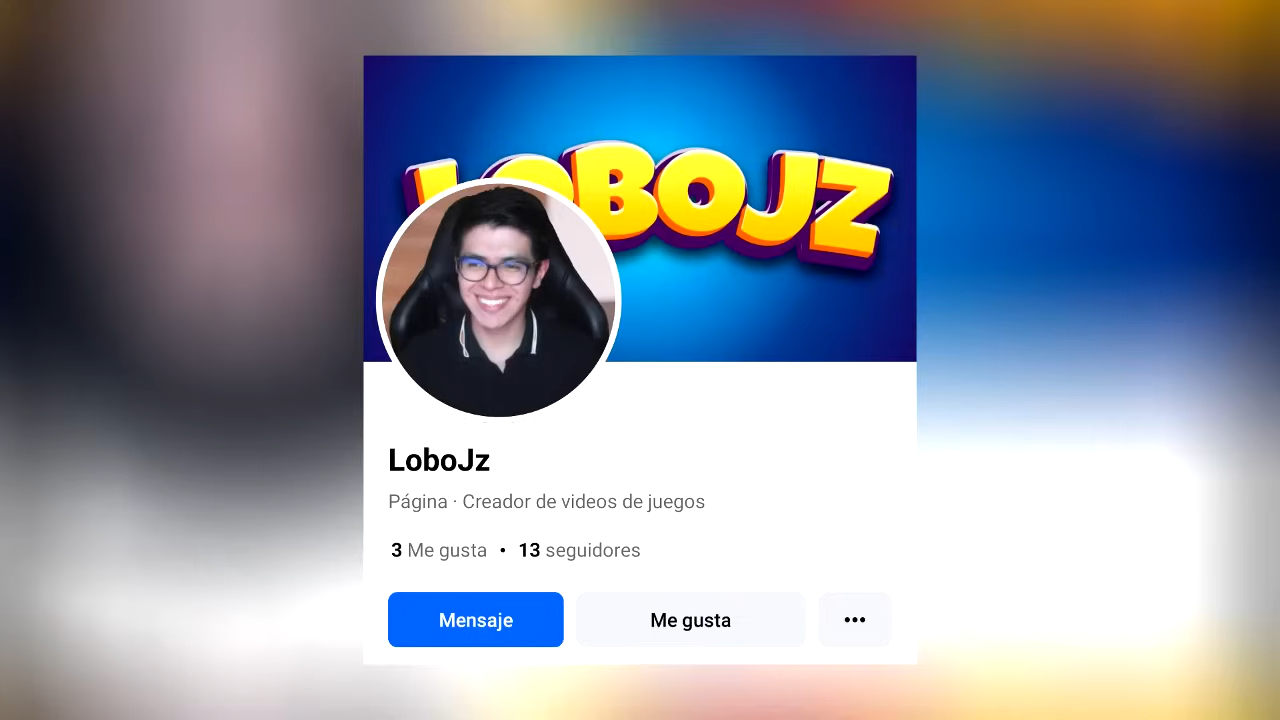 LOBOJZ
LoboJz
Página · Creador de videos de juegos
3 Me gusta • 13 seguidores
Mensaje
Me gusta